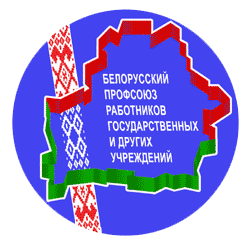 БЕЛОРУССКИЙ
ПРОФСОЮЗ
РАБОТНИКОВ
ГОСУДАРСТВЕННЫХ
И ДРУГИХ
УЧРЕЖДЕНИЙ